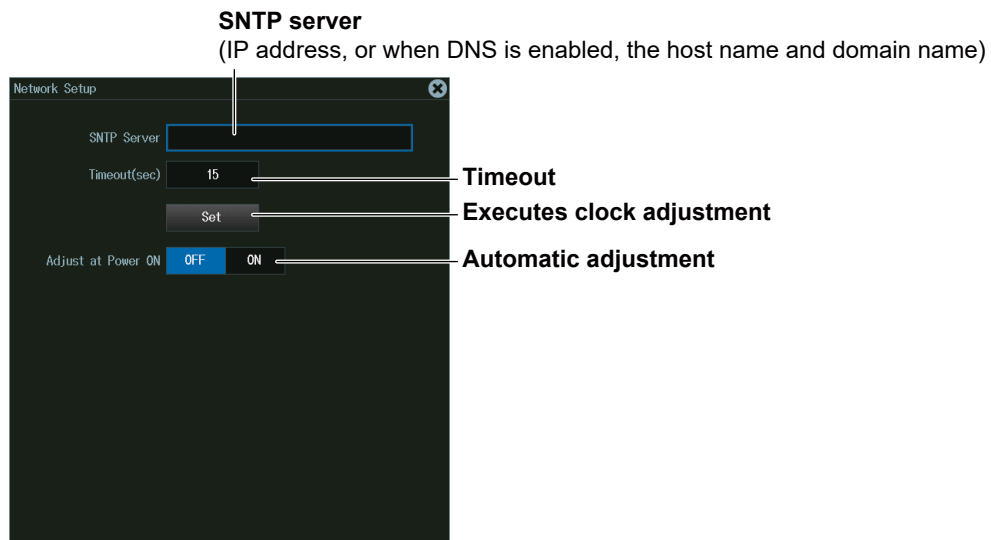 SNTP server
(IP address, or when DNS is enabled, the host name and domain name)
Network Setup
SNTP Server
Timeout(sec) 15
Timeout
Set
Executes clock adjustment
Adjust at Power ON OFF ON
Automatic adjustment